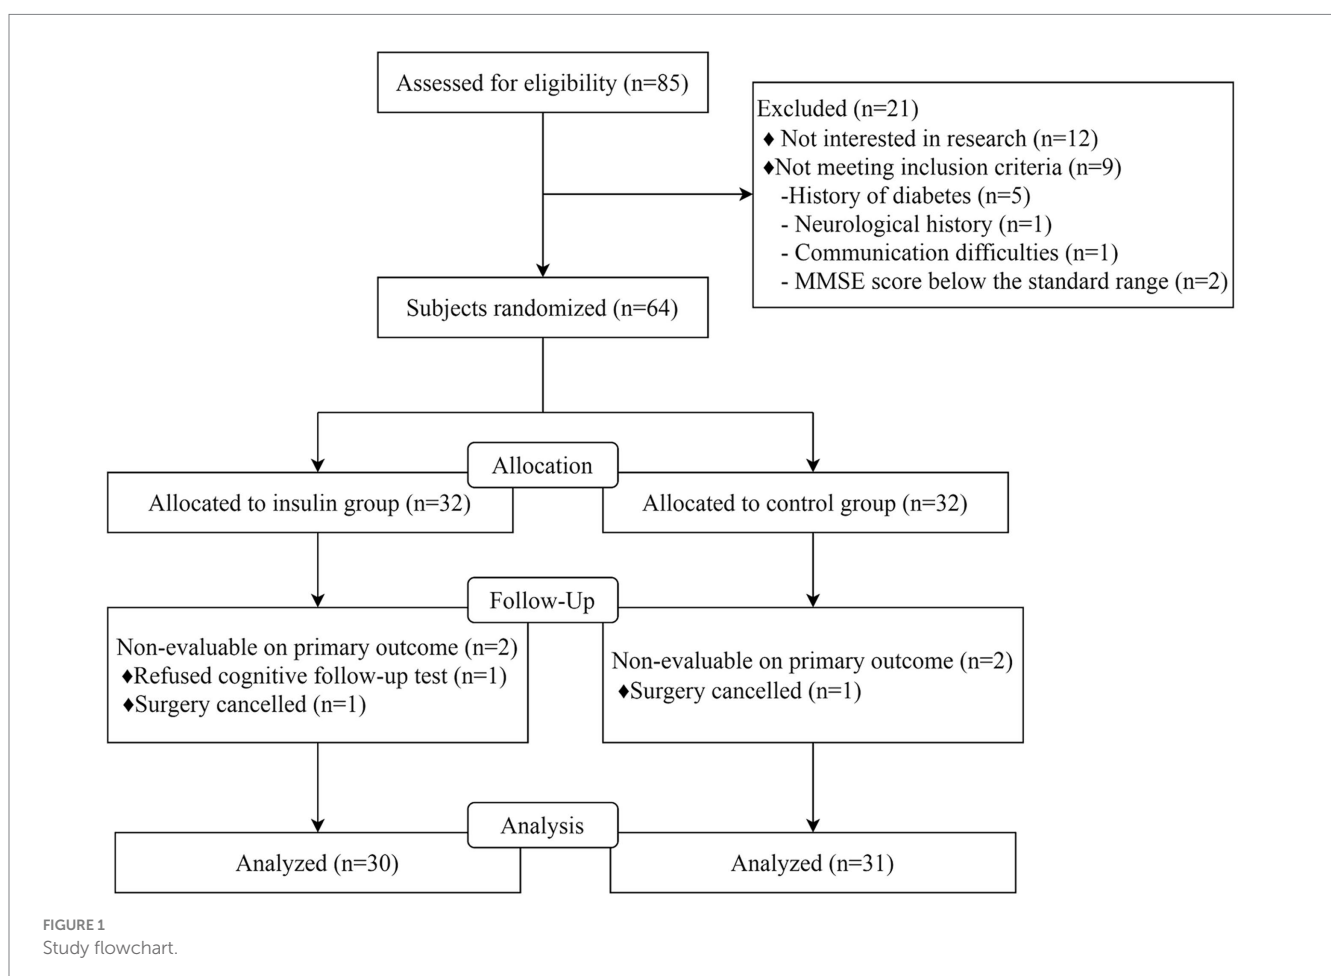 Assessed for eligibility (n=85)
Excluded (n=21)
♦ Not interested in research (n=12)
♦Not meeting inclusion criteria (n=9)
-History of diabetes (n=5)
- Neurological history (n=1)
- Communication difficulties (n=1)
- MMSE score below the standard range (n=2)
Subjects randomized (n=64)
Allocation
Allocated to insulin group (n=32)
Allocated to control group (n=32)
Follow-Up
Non-evaluable on primary outcome (n=2)
♦Refused cognitive follow-up test (n=1)
♦Surgery cancelled (n=1)
Non-evaluable on primary outcome (n=2)
♦Surgery cancelled (n=1)
Analysis
Analyzed (n=30)
Analyzed (n=31)
FIGURE 1
Study flowchart.